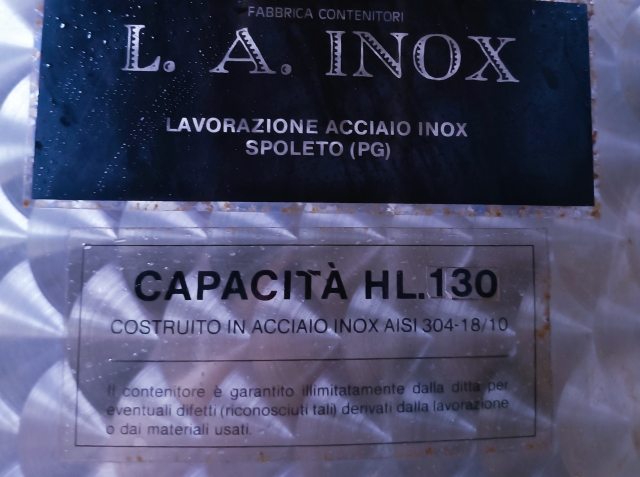 FABBRICA CONTENITORI
L. A. INOX
LAVORAZIONE ACCIAIO INOX
SPOLETO (PG)
CAPACITÀ HL.130
COSTRUITO IN ACCIAIO INOX AISI 304-18/10
Il contenitore è garantito illimitatamente dalla ditta per
eventuali difetti (riconosciuti tali) derivati dalla lavorazione
o dai materiali usati.